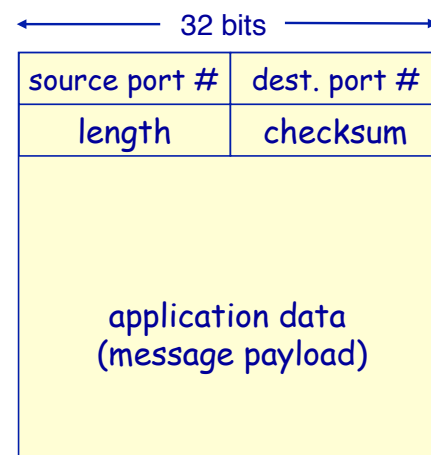 32 bits
source port # dest. port #
length checksum
application data
(message payload)